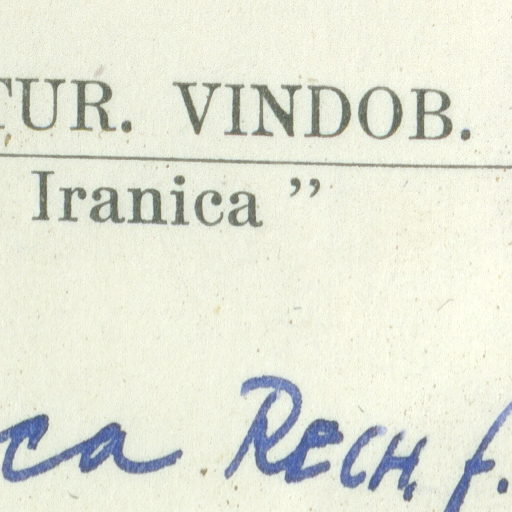 TUR. VINDOB.
Iranica ”
ca RECH. f.